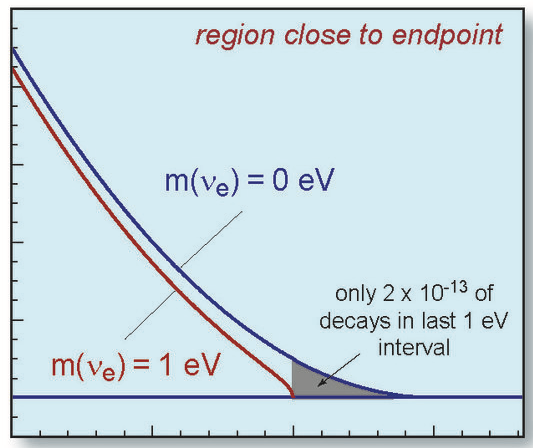 region close to endpoint
m(νe) = 0 eV
only 2 x 10⁻¹³ of
decays in last 1 eV
interval
m(νe) = 1 eV